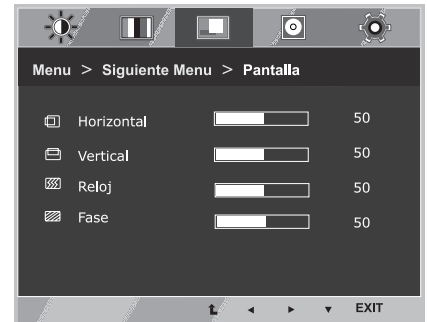 Menu > Siguiente Menu > Pantalla
Horizontal 50
Vertical 50
Reloj 50
Fase 50
EXIT